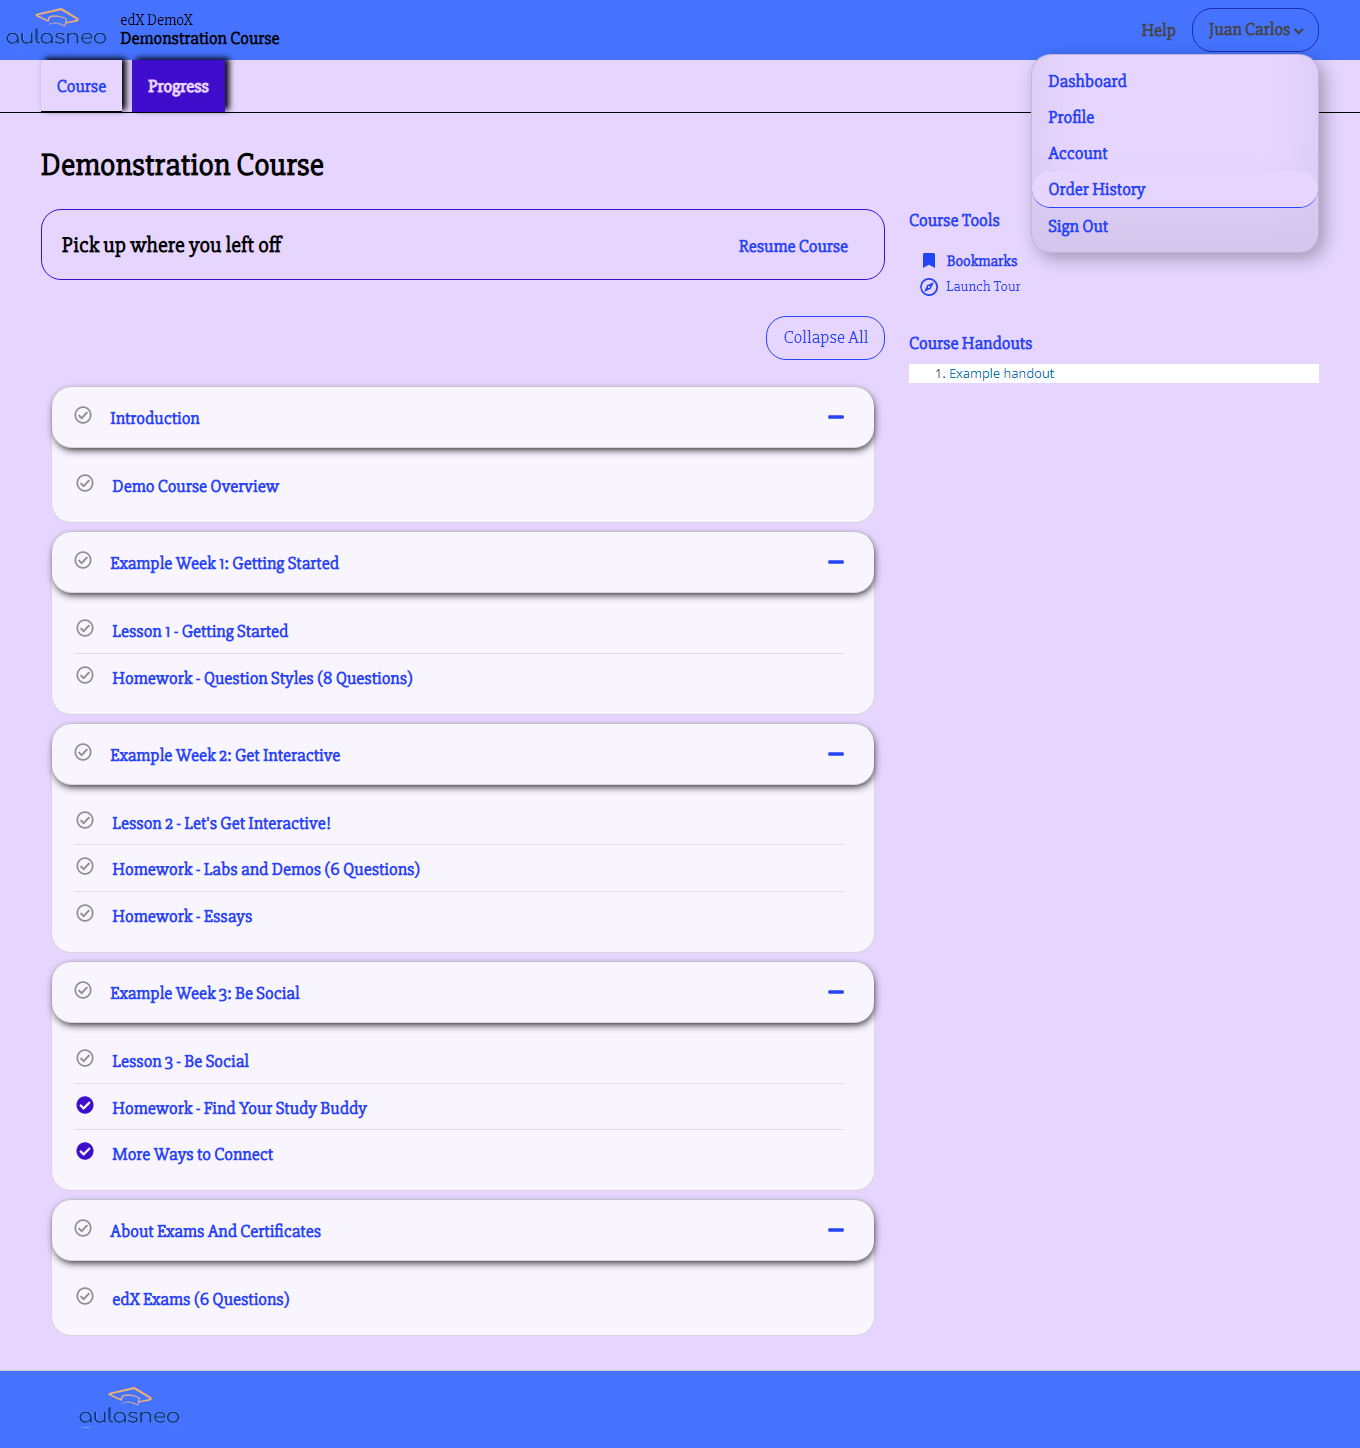 aulasneo
edX DemoX
Demonstration Course
Help
Juan Carlos
Course
Progress
Dashboard
Profile
Account
Order History
Sign Out
Demonstration Course
Pick up where you left off
Resume Course
Course Tools
Bookmarks
Launch Tour
Collapse All
Course Handouts
1. Example handout
Introduction
Demo Course Overview
Example Week 1: Getting Started
Lesson 1 - Getting Started
Homework - Question Styles (8 Questions)
Example Week 2: Get Interactive
Lesson 2 - Let's Get Interactive!
Homework - Labs and Demos (6 Questions)
Homework - Essays
Example Week 3: Be Social
Lesson 3 - Be Social
Homework - Find Your Study Buddy
More Ways to Connect
About Exams And Certificates
edX Exams (6 Questions)
aulasneo